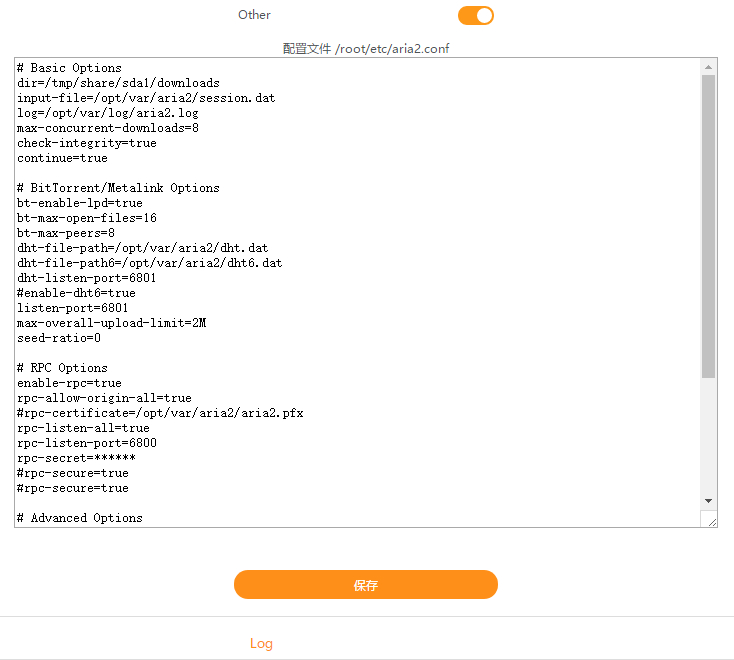 Other
配置文件 /root/etc/aria2.conf
# Basic Options
dir=/tmp/share/sda1/downloads
input-file=/opt/var/aria2/session.dat
log=/opt/var/log/aria2.log
max-concurrent-downloads=8
check-integrity=true
continue=true

# BitTorrent/Metalink Options
bt-enable-lpd=true
bt-max-open-files=16
bt-max-peers=8
dht-file-path=/opt/var/aria2/dht.dat
dht-file-path6=/opt/var/aria2/dht6.dat
dht-listen-port=6801
#enable-dht6=true
listen-port=6801
max-overall-upload-limit=2M
seed-ratio=0

# RPC Options
enable-rpc=true
rpc-allow-origin-all=true
#rpc-certificate=/opt/var/aria2/aria2.pfx
rpc-listen-all=true
rpc-listen-port=6800
rpc-secret=******
#rpc-secure=true
#rpc-secure=true

# Advanced Options
保存
Log